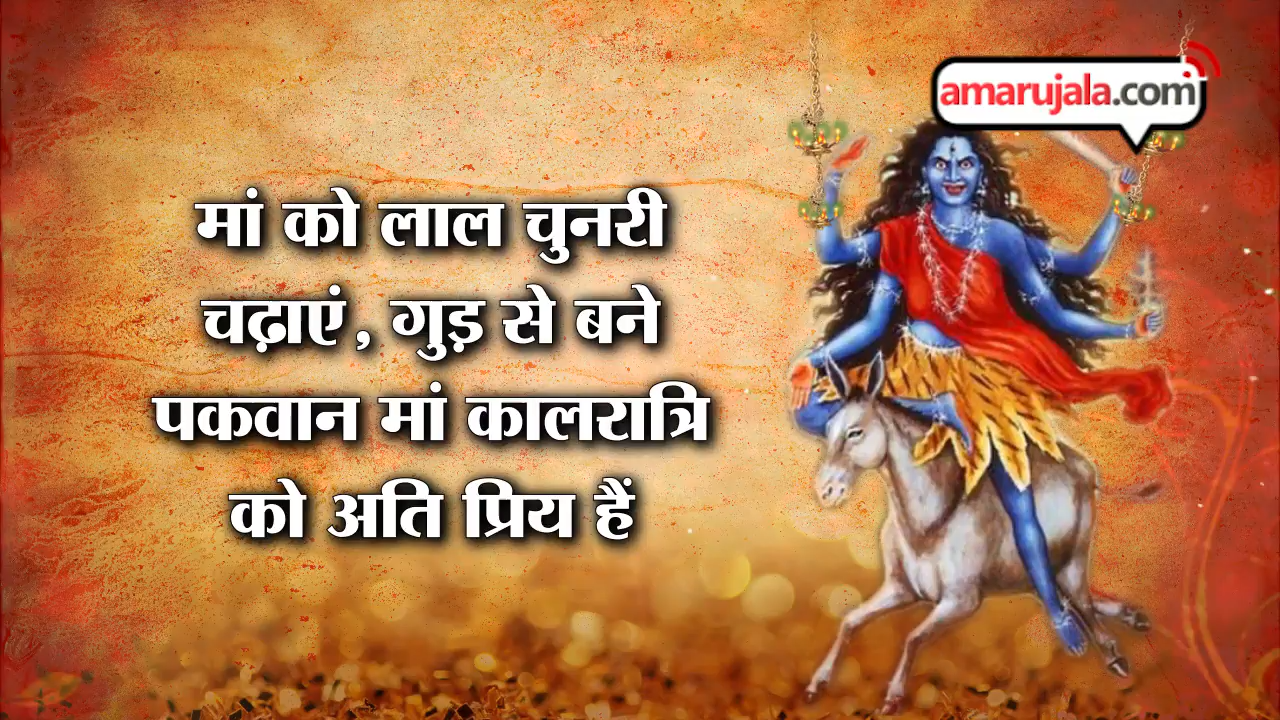 amarujala.com
मां को लाल चुनरी
चढ़ाएं, गुड़ से बने
पकवान मां कालरात्रि
को अति प्रिय हैं